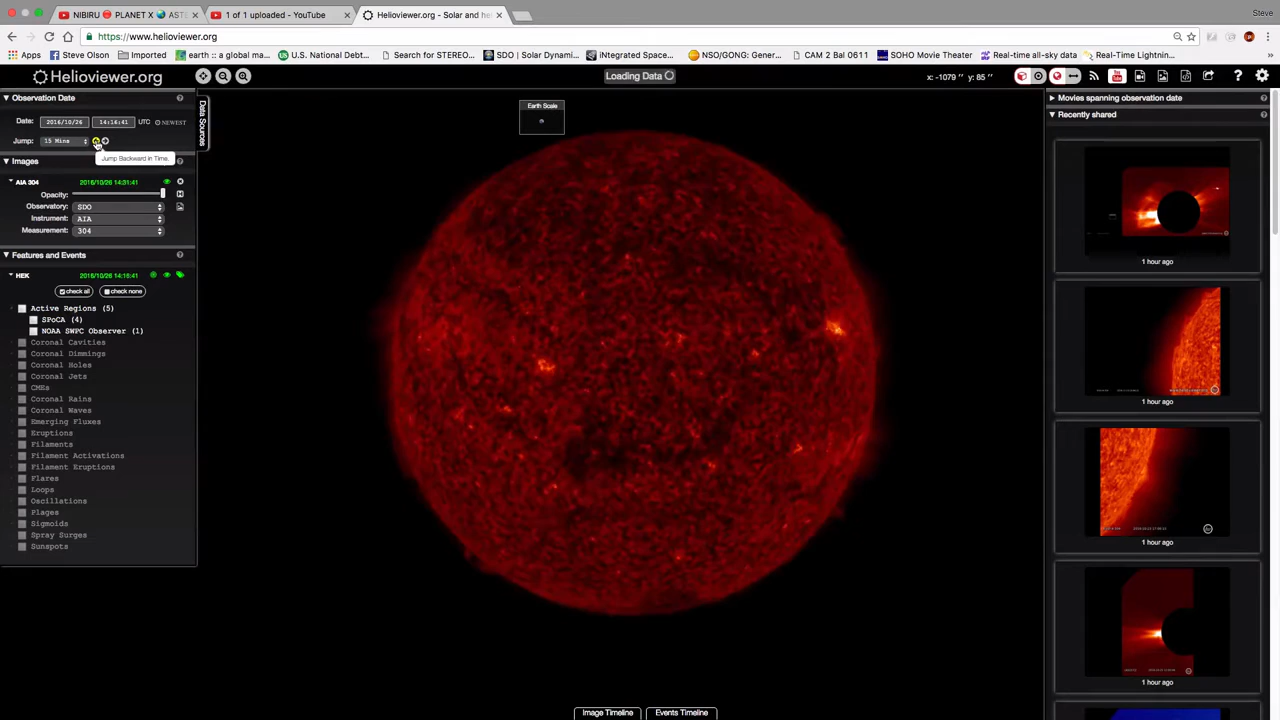 NIBIRU PLANET X AST
1 of 1 uploaded - YouTube
Helioviewer.org - Solar and he
Steve
https://www.helioviewer.org
Apps
Steve Olson
Imported
earth :: a global ma...
U.S. National Debt...
Search for STEREO...
SDO | Solar Dynami...
iNtegrated Space...
NSO/GONG: Gener...
CAM 2 Bal 0611
SOHO Movie Theater
Real-time all-sky data
Real-Time Lightnin...
Helioviewer.org
Loading Data
x: -1079 ″ y: 85 ″
Observation Date
Date: 2016/10/26 14:16:41 UTC NEWEST
Jump: 15 Mins
Jump Backward in Time.
Data Sources
Images
AIA 304 2016/10/26 14:31:41
Opacity:
Observatory: SDO
Instrument: AIA
Measurement: 304
Features and Events
HEK 2016/10/26 14:16:41
check all check none
Active Regions (5)
SPoCA (4)
NOAA SWPC Observer (1)
Coronal Cavities
Coronal Dimmings
Coronal Holes
Coronal Jets
CMEs
Coronal Rains
Coronal Waves
Emerging Fluxes
Eruptions
Filaments
Filament Activations
Filament Eruptions
Flares
Loops
Oscillations
Plages
Sigmoids
Spray Surges
Sunspots
Earth Scale
Image Timeline
Events Timeline
Movies spanning observation date
Recently shared
1 hour ago
1 hour ago
1 hour ago
1 hour ago